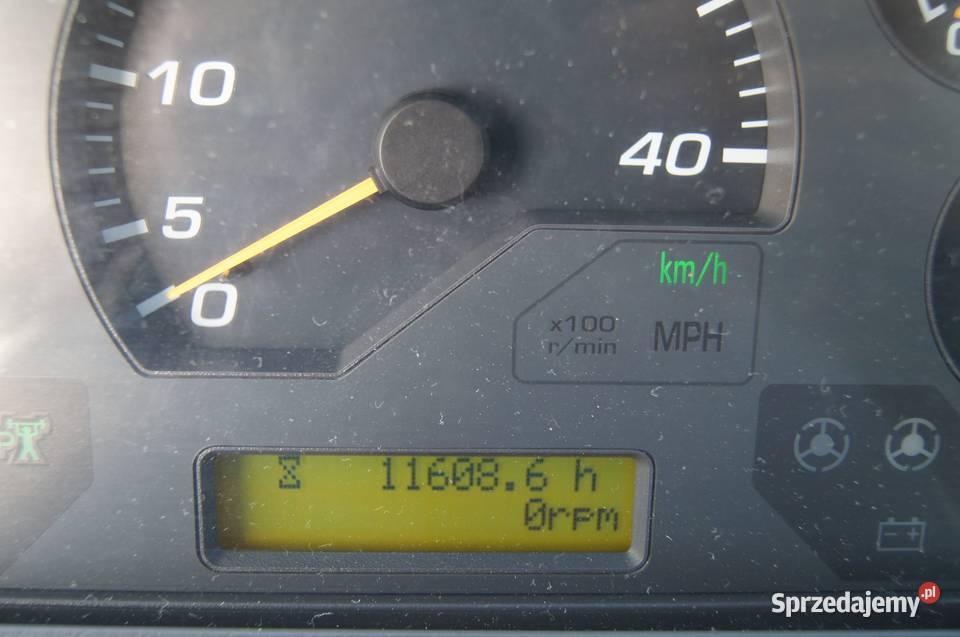 10
40
5
0
km/h
x100
r/min
MPH
11608.6 h
0rpm
Sprzedajemy.pl